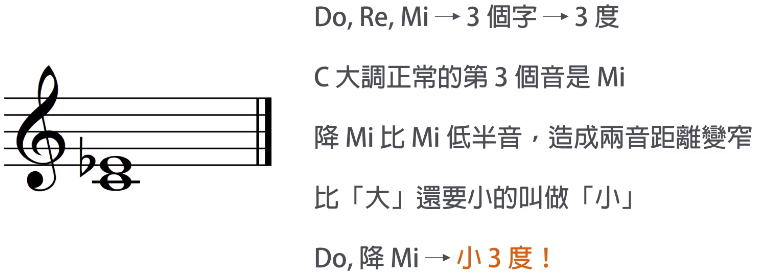 Do, Re, Mi → 3 個字 → 3 度
C 大調正常的第 3 個音是 Mi
降 Mi 比 Mi 低半音，造成兩音距離變窄
比「大」還要小的叫做「小」
Do, 降 Mi → 小 3 度！